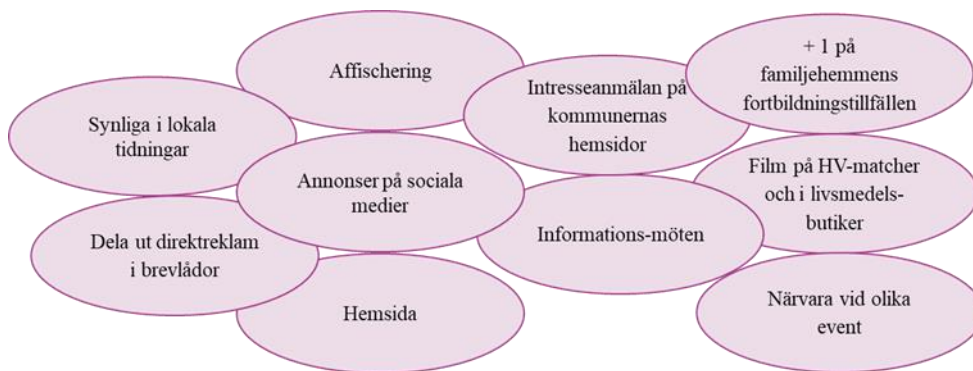 Affischering
Synliga i lokala
tidningar
Annonser på sociala
medier
Dela ut direktreklam
i brevlådor
Hemsida
Intresseanmälan på
kommunernas
hemsidor
Informations-möten
+ 1 på
familjehemmens
fortbildningstillfällen
Film på HV-matcher
och i livsmedels-
butiker
Närvara vid olika
event